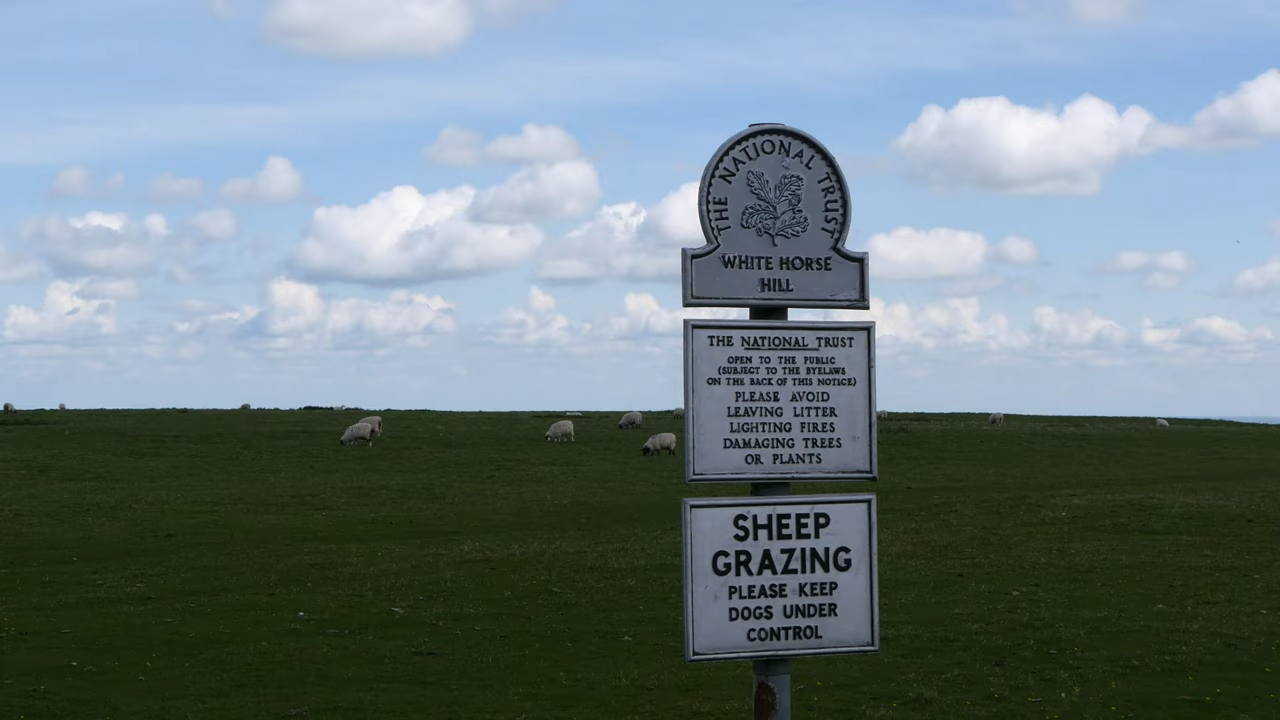 THE NATIONAL TRUST
WHITE HORSE
HILL
THE NATIONAL TRUST
OPEN TO THE PUBLIC
(SUBJECT TO THE BYELAWS
ON THE BACK OF THIS NOTICE)
PLEASE AVOID
LEAVING LITTER
LIGHTING FIRES
DAMAGING TREES
OR PLANTS
SHEEP
GRAZING
PLEASE KEEP
DOGS UNDER
CONTROL